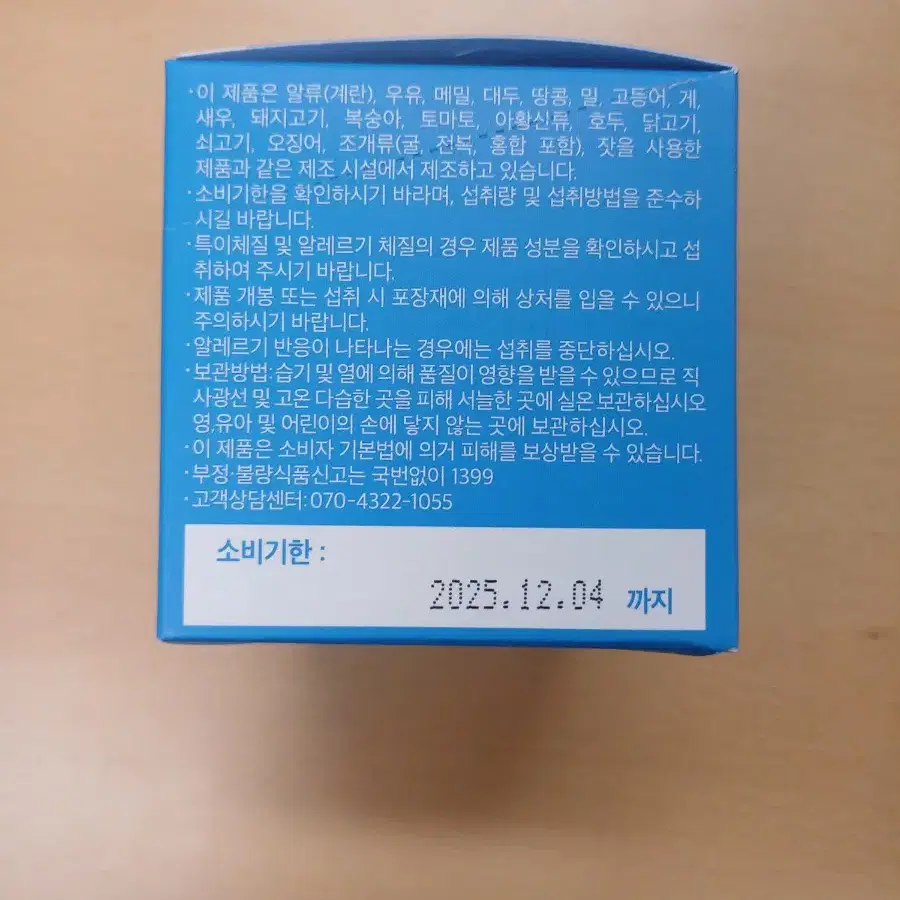 ·이 제품은 알류(계란), 우유, 메밀, 대두, 땅콩, 밀, 고등어, 게,
새우, 돼지고기, 복숭아, 토마토, 아황산류, 호두, 닭고기,
쇠고기, 오징어, 조개류(굴, 전복, 홍합 포함), 잣을 사용한
제품과 같은 제조 시설에서 제조하고 있습니다.
·소비기한을 확인하시기 바라며, 섭취량 및 섭취방법을 준수하
시길 바랍니다.
·특이체질 및 알레르기 체질의 경우 제품 성분을 확인하시고 섭
취하여 주시기 바랍니다.
·제품 개봉 또는 섭취 시 포장재에 의해 상처를 입을 수 있으니
주의하시기 바랍니다.
·알레르기 반응이 나타나는 경우에는 섭취를 중단하십시오.
·보관방법:습기 및 열에 의해 품질이 영향을 받을 수 있으므로 직
사광선 및 고온 다습한 곳을 피해 서늘한 곳에 실온 보관하십시오
영,유아 및 어린이의 손에 닿지 않는 곳에 보관하십시오.
·이 제품은 소비자 기본법에 의거 피해를 보상받을 수 있습니다.
·부정·불량식품신고는 국번없이 1399
·고객상담센터:070-4322-1055
소비기한 :
2025.12.04 까지